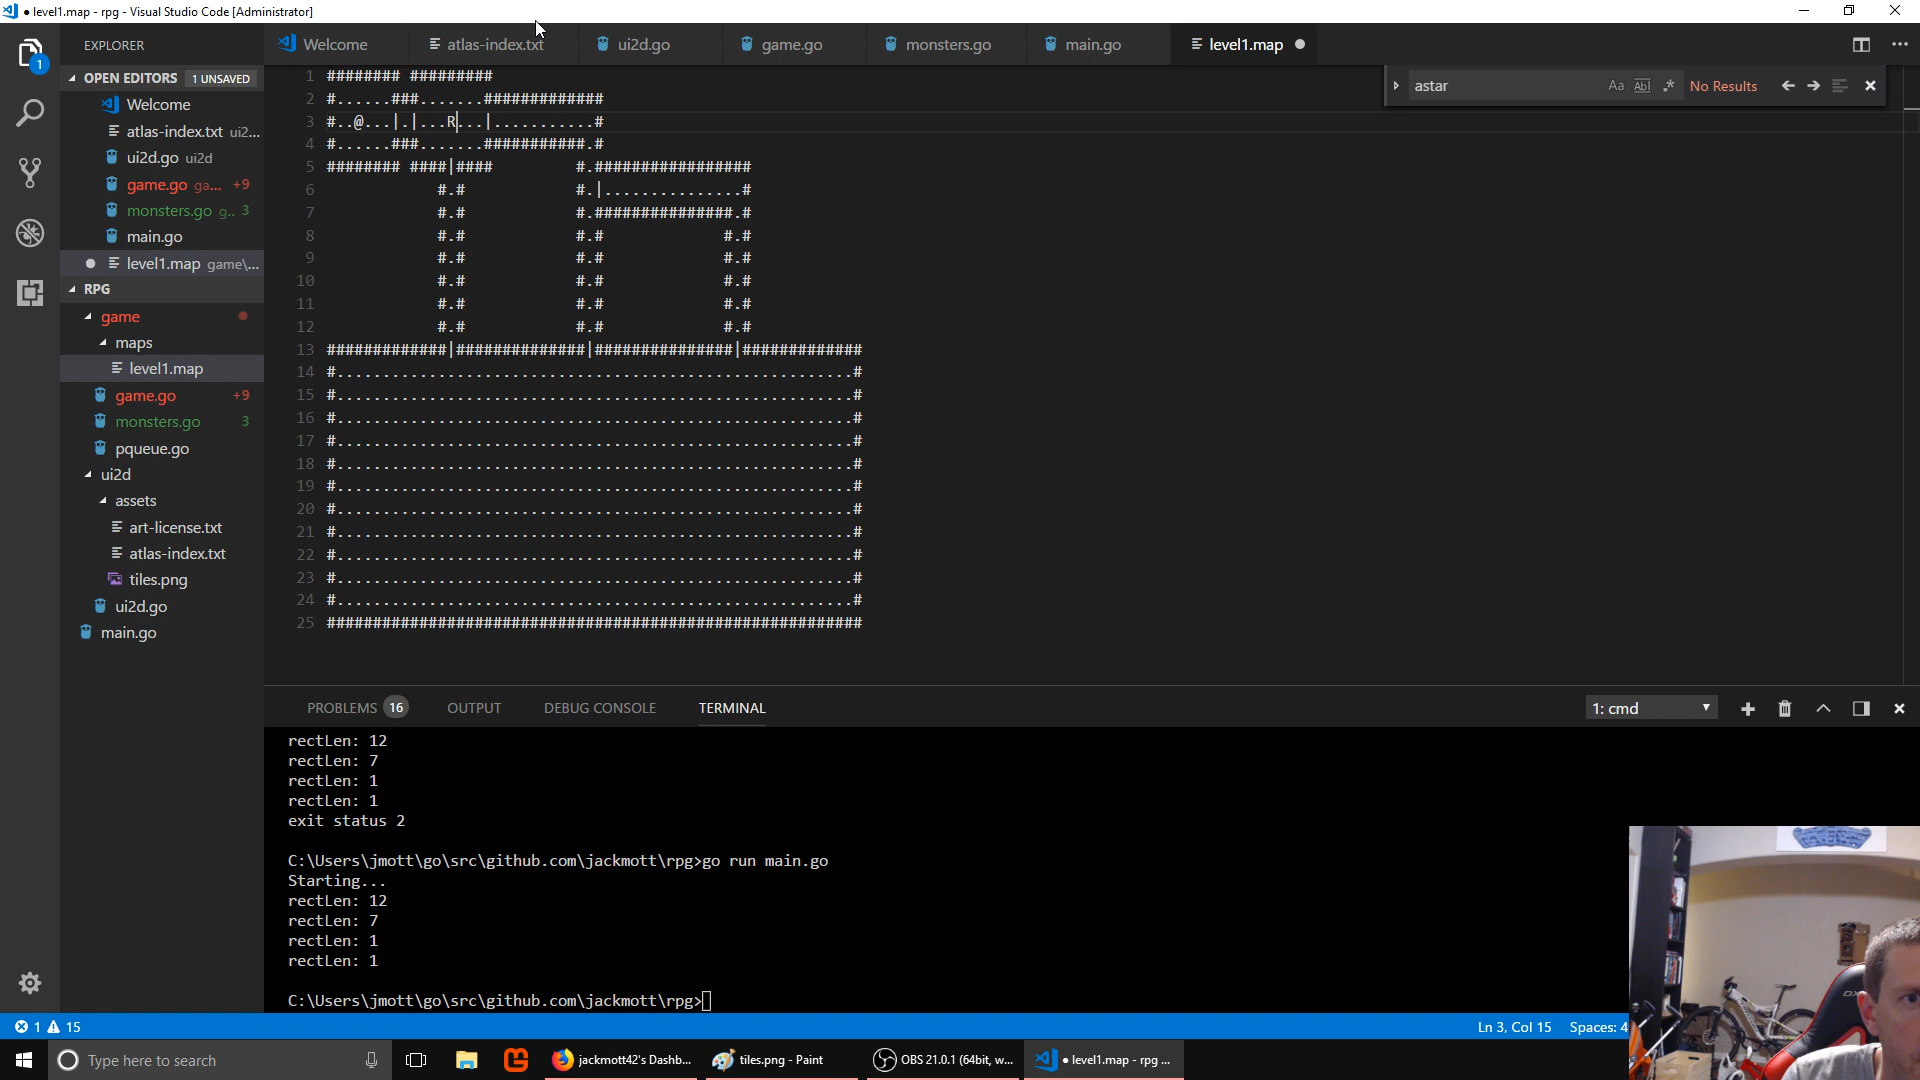 ● level1.map - rpg - Visual Studio Code [Administrator]
EXPLORER
OPEN EDITORS 1 UNSAVED
Welcome
atlas-index.txt ui2...
ui2d.go ui2d
game.go ga... +9
monsters.go g.. 3
main.go
● level1.map game\...
RPG
game
maps
level1.map
game.go +9
monsters.go 3
pqueue.go
ui2d
assets
art-license.txt
atlas-index.txt
tiles.png
ui2d.go
main.go
Welcome atlas-index.txt ui2d.go game.go monsters.go main.go level1.map ●
astar Aa Abl .* No Results
1 ######## #########
2 #......###.......#############
3 #..@...|.|...R...|...........#
4 #......###.......###########.#
5 ######## ####|####         #.#################
6             #.#            #.|...............#
7             #.#            #.###############.#
8             #.#            #.#             #.#
9             #.#            #.#             #.#
10             #.#            #.#             #.#
11             #.#            #.#             #.#
12             #.#            #.#             #.#
13 #############|##############|###############|#############
14 #........................................................#
15 #........................................................#
16 #........................................................#
17 #........................................................#
18 #........................................................#
19 #........................................................#
20 #........................................................#
21 #........................................................#
22 #........................................................#
23 #........................................................#
24 #........................................................#
25 ##########################################################
PROBLEMS 16 OUTPUT DEBUG CONSOLE TERMINAL 1: cmd
rectLen: 12
rectLen: 7
rectLen: 1
rectLen: 1
exit status 2
C:\Users\jmott\go\src\github.com\jackmott\rpg>go run main.go
Starting...
rectLen: 12
rectLen: 7
rectLen: 1
rectLen: 1
C:\Users\jmott\go\src\github.com\jackmott\rpg>
1 15 Ln 3, Col 15 Spaces: 4
Type here to search
jackmott42's Dashb...
tiles.png - Paint
OBS 21.0.1 (64bit, w...
● level1.map - rpg ...